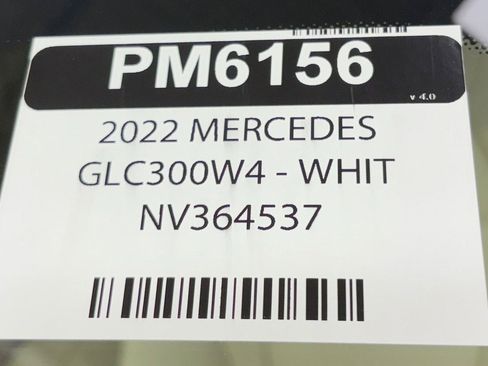 PM6156
v 4.0
2022 MERCEDES
GLC300W4 - WHIT
NV364537